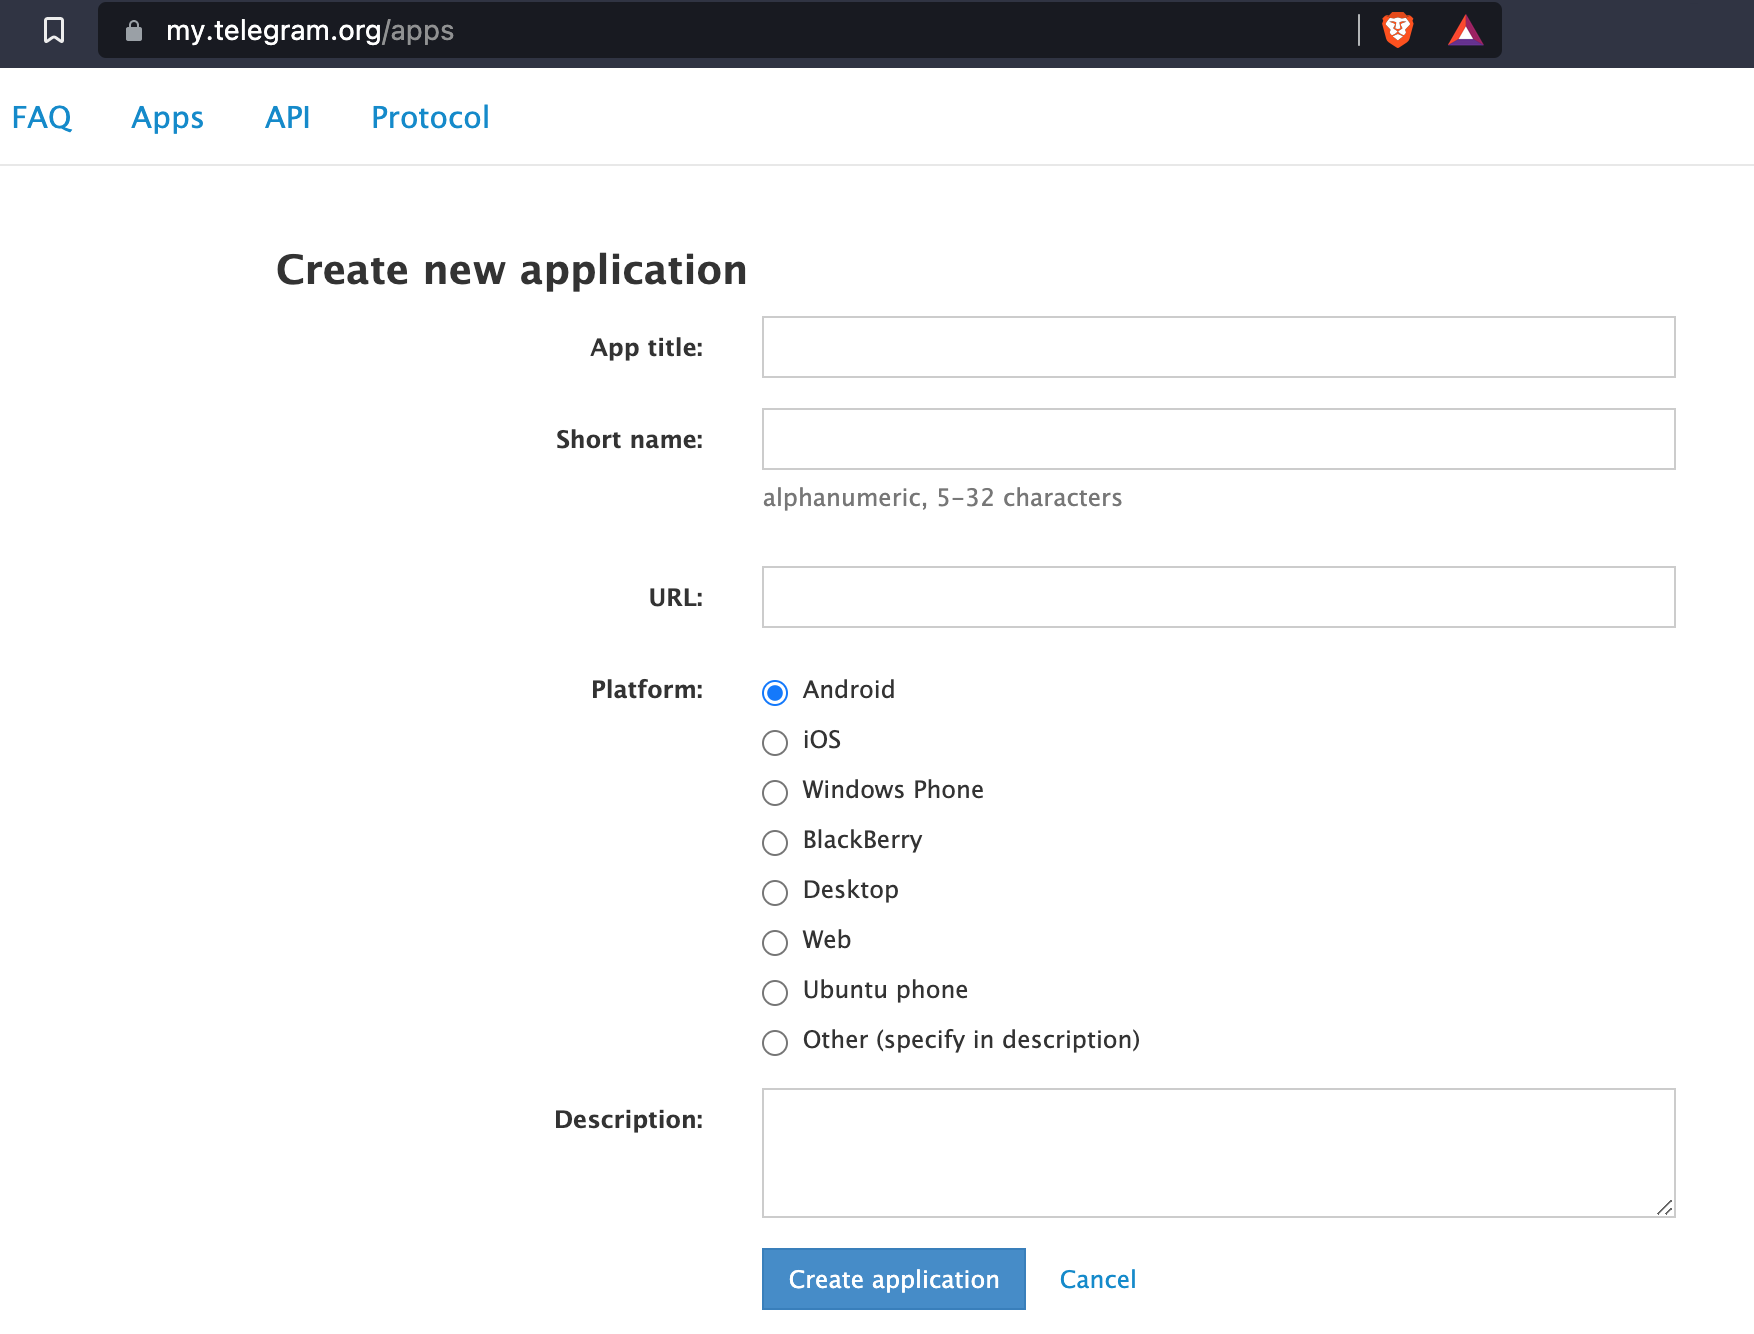 my.telegram.org/apps
FAQ Apps API Protocol
Create new application
App title:
Short name:
alphanumeric, 5–32 characters
URL:
Platform: Android
iOS
Windows Phone
BlackBerry
Desktop
Web
Ubuntu phone
Other (specify in description)
Description:
Create application Cancel